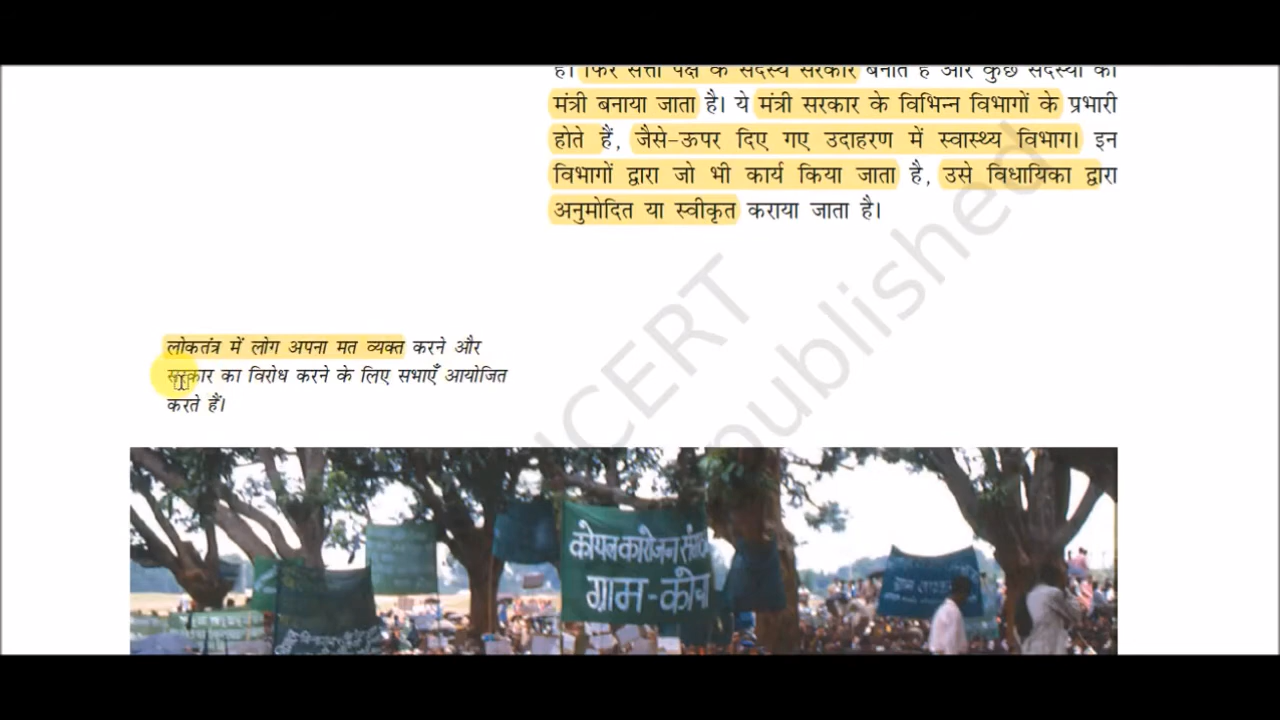 है। फिर सत्ता पक्ष के सदस्य सरकार बनाते हैं और कुछ सदस्यों को
मंत्री बनाया जाता है। ये मंत्री सरकार के विभिन्न विभागों के प्रभारी
होते हैं, जैसे-ऊपर दिए गए उदाहरण में स्वास्थ्य विभाग। इन
विभागों द्वारा जो भी कार्य किया जाता है, उसे विधायिका द्वारा
अनुमोदित या स्वीकृत कराया जाता है।
लोकतंत्र में लोग अपना मत व्यक्त करने और
सरकार का विरोध करने के लिए सभाएँ आयोजित
करते हैं।
NCERT
published
ग्राम-कोचा